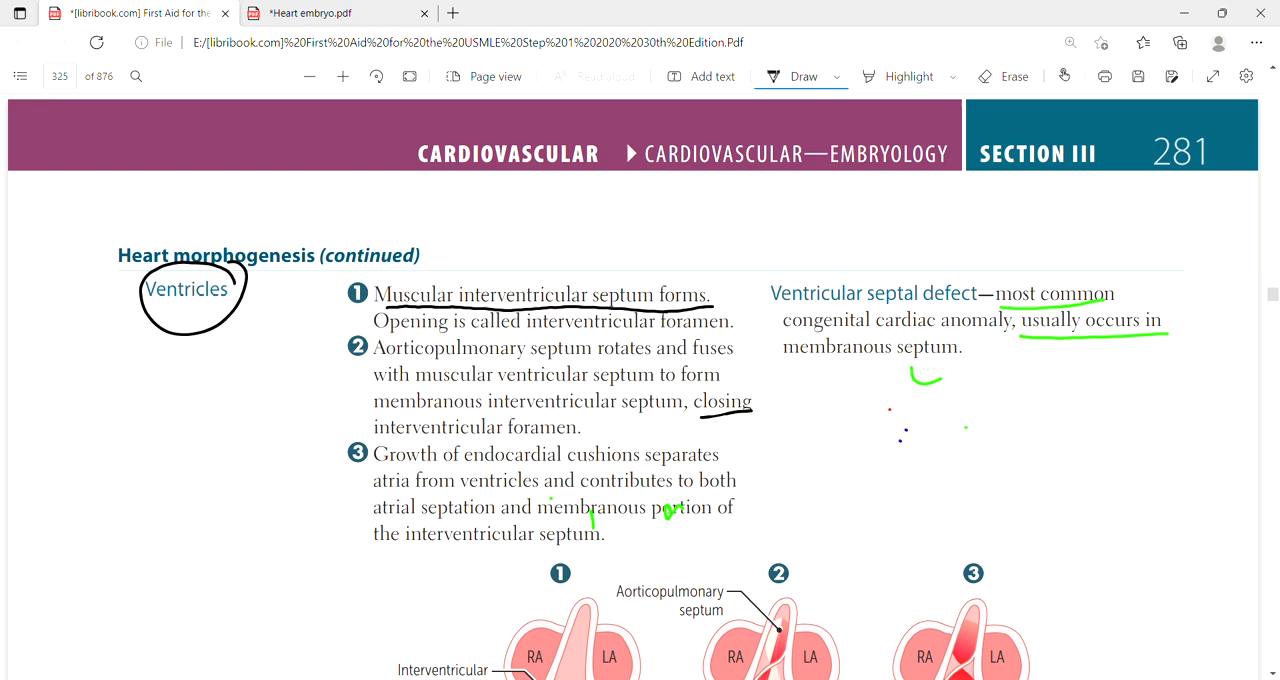 *[libribook.com] First Aid for the
*Heart embryo.pdf
File
E:/[libribook.com]%20First%20Aid%20for%20the%20USMLE%20Step%201%202020%2030th%20Edition.Pdf
325 of 876
Page view
Read aloud
Add text
Draw
Highlight
Erase
CARDIOVASCULAR ▶ CARDIOVASCULAR—EMBRYOLOGY SECTION III 281
Heart morphogenesis (continued)
Ventricles
1 Muscular interventricular septum forms.
Opening is called interventricular foramen.
2 Aorticopulmonary septum rotates and fuses
with muscular ventricular septum to form
membranous interventricular septum, closing
interventricular foramen.
3 Growth of endocardial cushions separates
atria from ventricles and contributes to both
atrial septation and membranous portion of
the interventricular septum.
Ventricular septal defect—most common
congenital cardiac anomaly, usually occurs in
membranous septum.
1
2
3
Aorticopulmonary
septum
RA LA
RA LA
RA LA
Interventricular